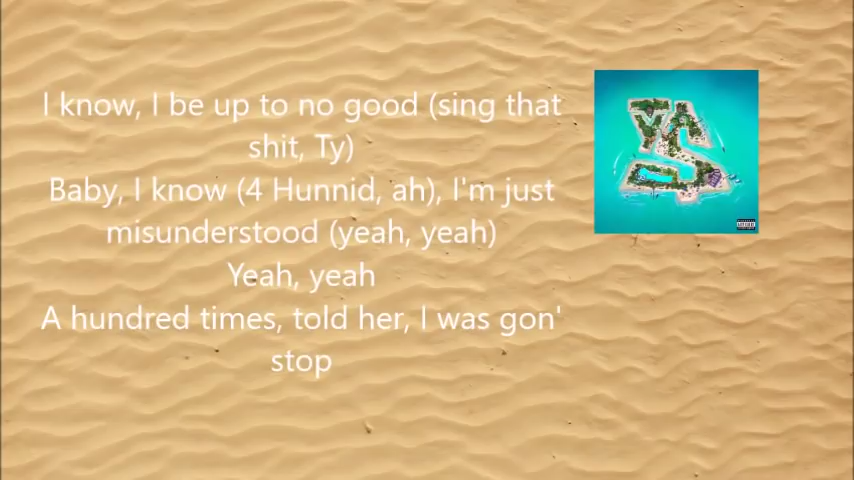 I know, I be up to no good (sing that
shit, Ty)
Baby, I know (4 Hunnid, ah), I'm just
misunderstood (yeah, yeah)
Yeah, yeah
A hundred times, told her, I was gon'
stop